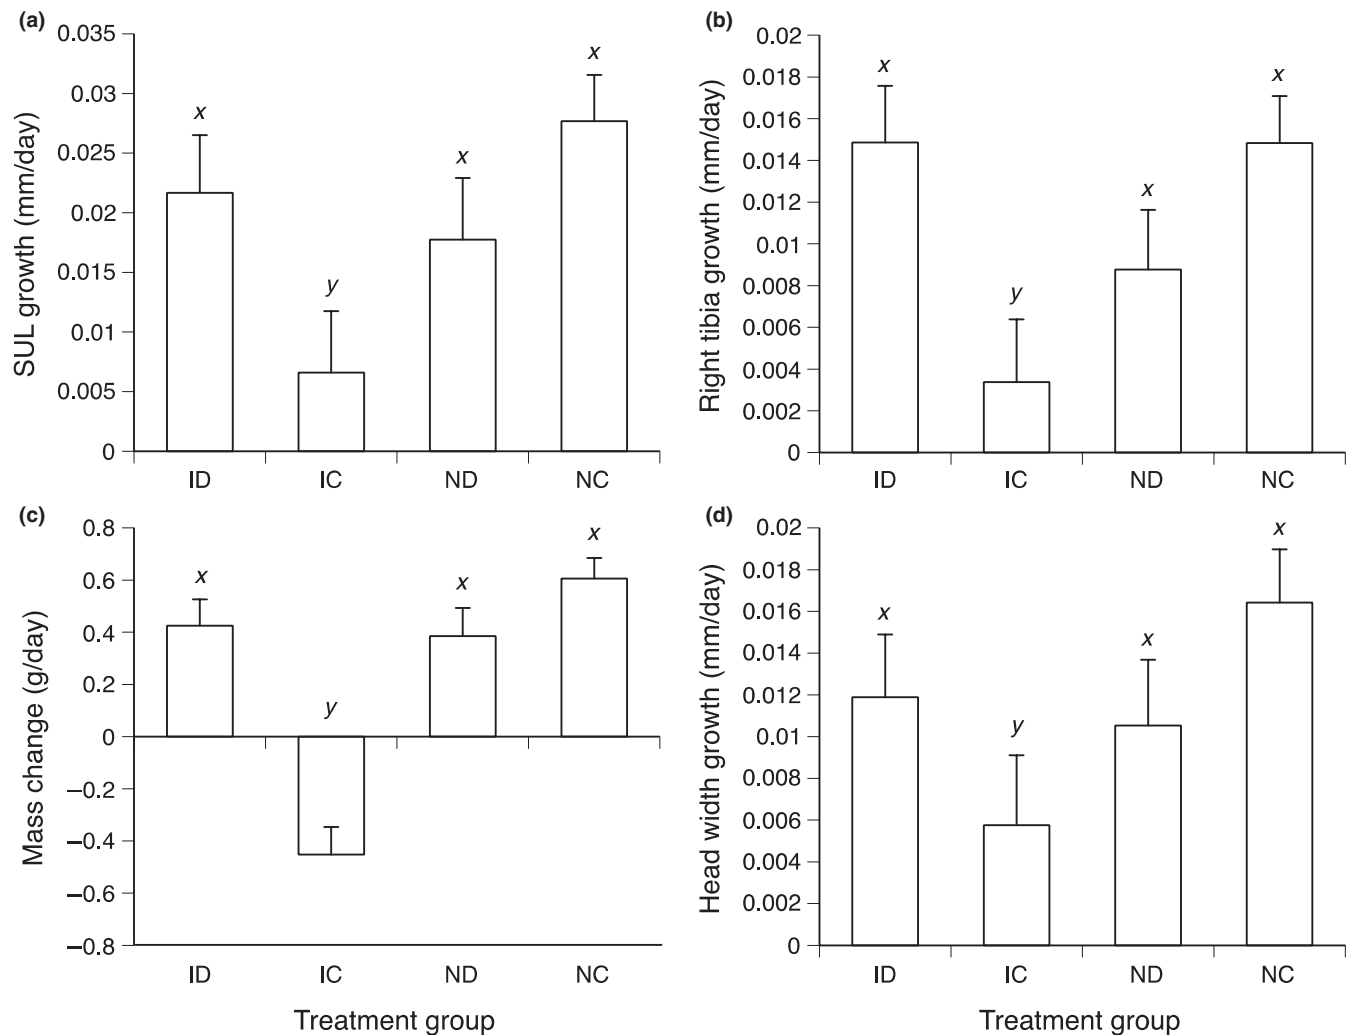 (a)
SUL growth (mm/day)
0.035
0.03
0.025
0.02
0.015
0.01
0.005
0
x
y
x
x
ID IC ND NC
(b)
Right tibia growth (mm/day)
0.02
0.018
0.016
0.014
0.012
0.01
0.008
0.006
0.004
0.002
0
x
y
x
x
ID IC ND NC
(c)
Mass change (g/day)
0.8
0.6
0.4
0.2
0
−0.2
−0.4
−0.6
−0.8
x
y
x
x
ID IC ND NC
Treatment group
(d)
Head width growth (mm/day)
0.02
0.018
0.016
0.014
0.012
0.01
0.008
0.006
0.004
0.002
0
x
y
x
x
ID IC ND NC
Treatment group